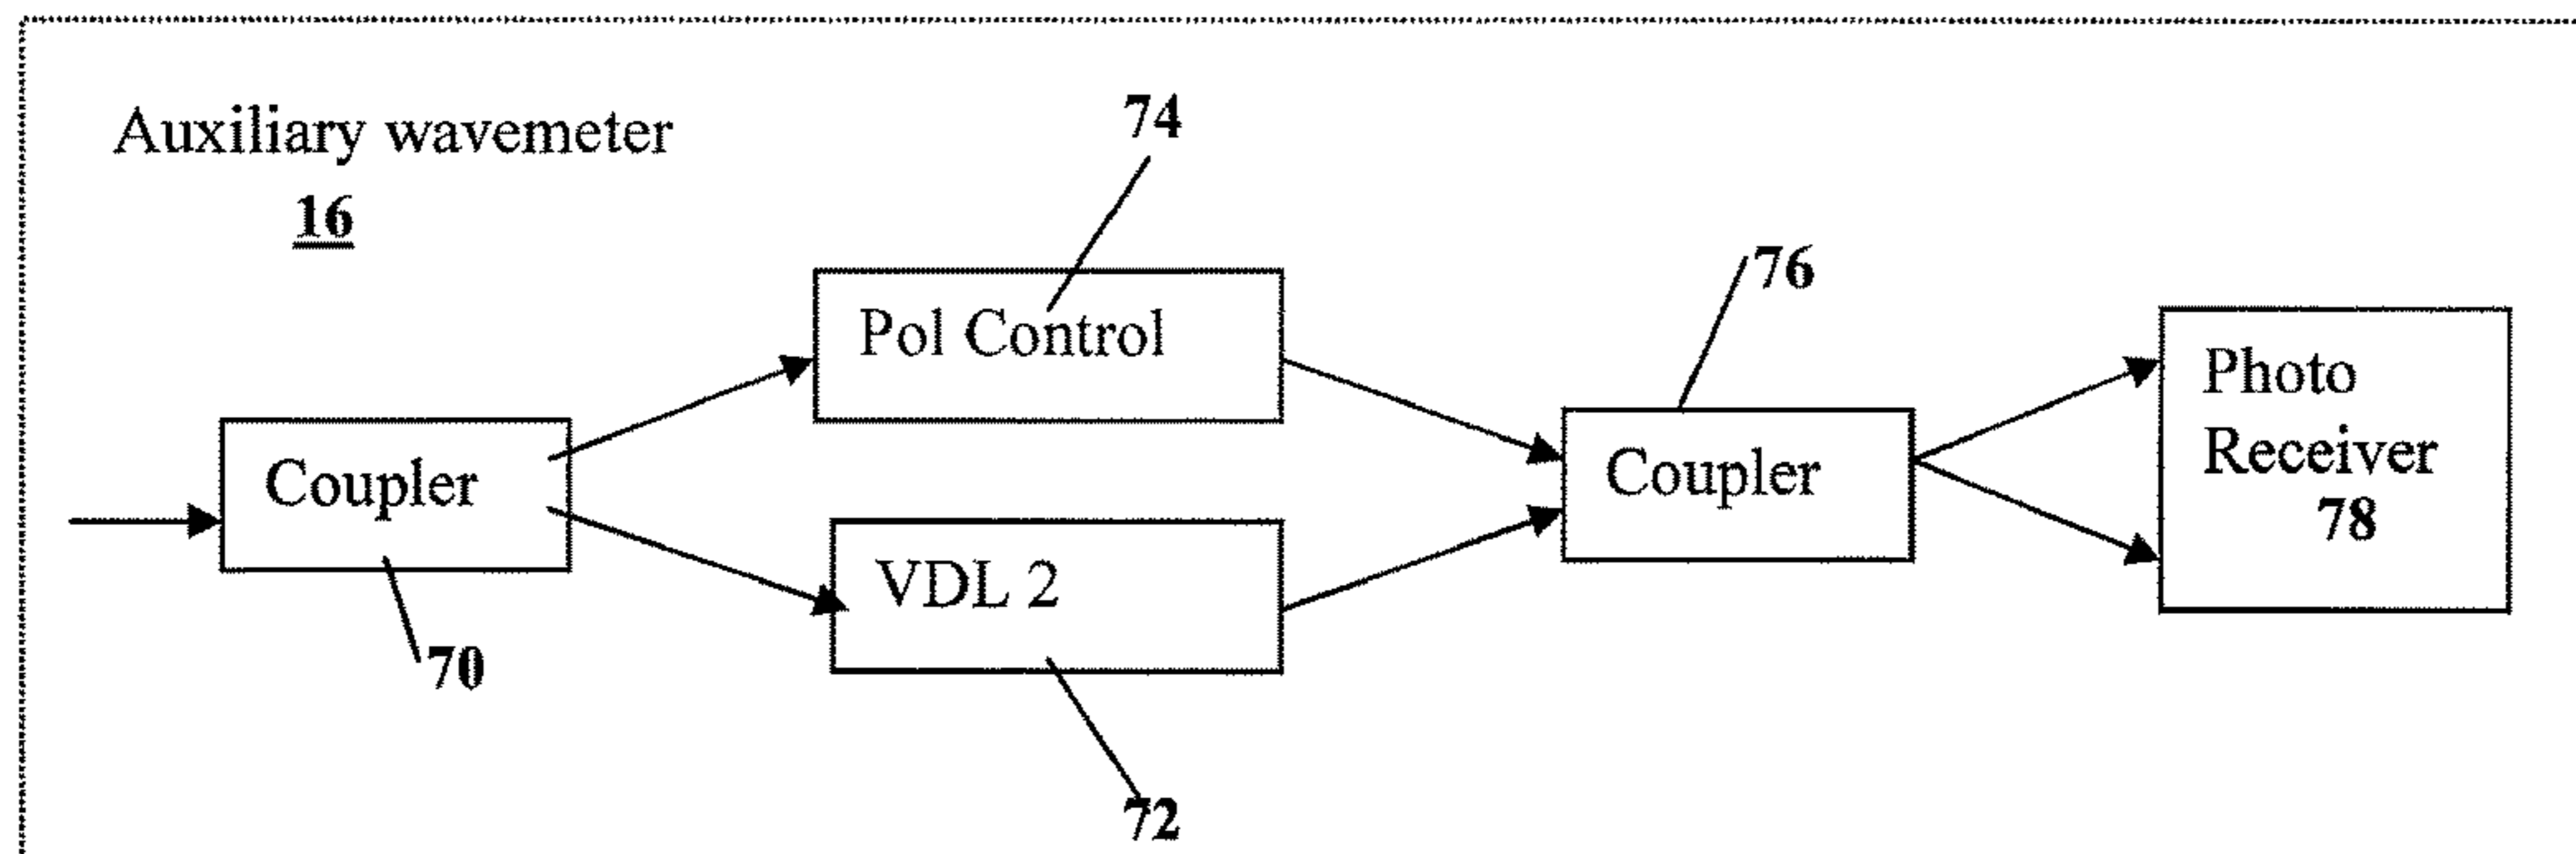 Auxiliary wavemeter
16
74
Pol Control
76
Photo
Receiver
78
Coupler
Coupler
VDL 2
70
72